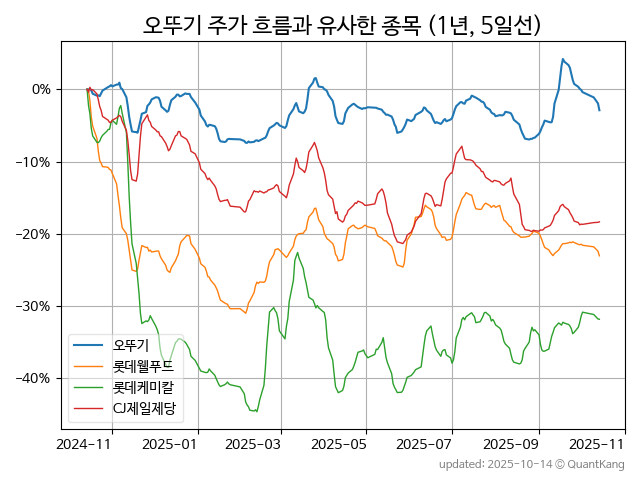 오뚜기 주가 흐름과 유사한 종목 (1년, 5일선)
0%
−10%
−20%
−30%
−40%
오뚜기
롯데웰푸드
롯데케미칼
CJ제일제당
2024-11 2025-01 2025-03 2025-05 2025-07 2025-09 2025-11
updated: 2025-10-14 © QuantKang